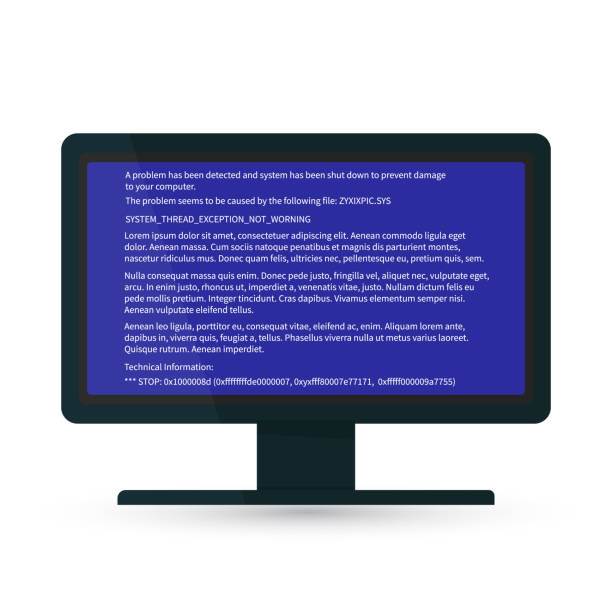 A problem has been detected and system has been shut down to prevent damage
to your computer.
The problem seems to be caused by the following file: ZYXIXPIC.SYS
SYSTEM_THREAD_EXCEPTION_NOT_WORNING
Lorem ipsum dolor sit amet, consectetuer adipiscing elit. Aenean commodo ligula eget
dolor. Aenean massa. Cum sociis natoque penatibus et magnis dis parturient montes,
nascetur ridiculus mus. Donec quam felis, ultricies nec, pellentesque eu, pretium quis, sem.
Nulla consequat massa quis enim. Donec pede justo, fringilla vel, aliquet nec, vulputate eget,
arcu. In enim justo, rhoncus ut, imperdiet a, venenatis vitae, justo. Nullam dictum felis eu
pede mollis pretium. Integer tincidunt. Cras dapibus. Vivamus elementum semper nisi.
Aenean vulputate eleifend tellus.
Aenean leo ligula, porttitor eu, consequat vitae, eleifend ac, enim. Aliquam lorem ante,
dapibus in, viverra quis, feugiat a, tellus. Phasellus viverra nulla ut metus varius laoreet.
Quisque rutrum. Aenean imperdiet.
Technical Information:
*** STOP: 0x1000008d (0xffffffffde0000007, 0xyxfff80007e77171, 0xfffff000009a7755)